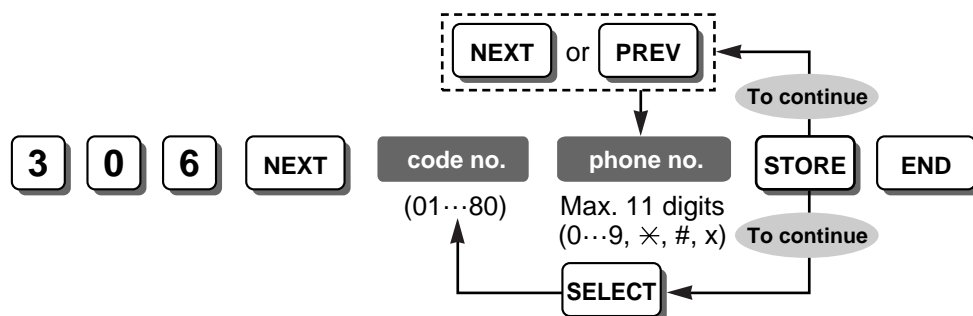 NEXT or PREV
To continue
3 0 6 NEXT code no. phone no. STORE END
(01···80) Max. 11 digits
(0···9, ✕, #, x) To continue
SELECT